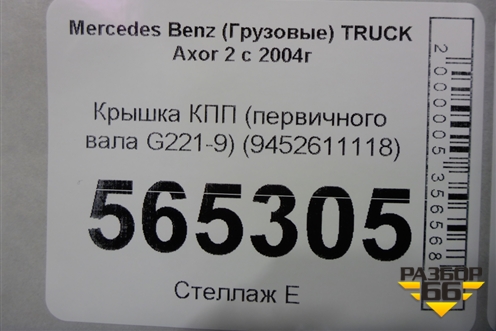 Mercedes Benz (Грузовые) TRUCK
Axor 2 с 2004г
Крышка КПП (первичного
вала G221-9) (9452611118)
565305
Стеллаж Е
2000005356568
РАЗБОР
66